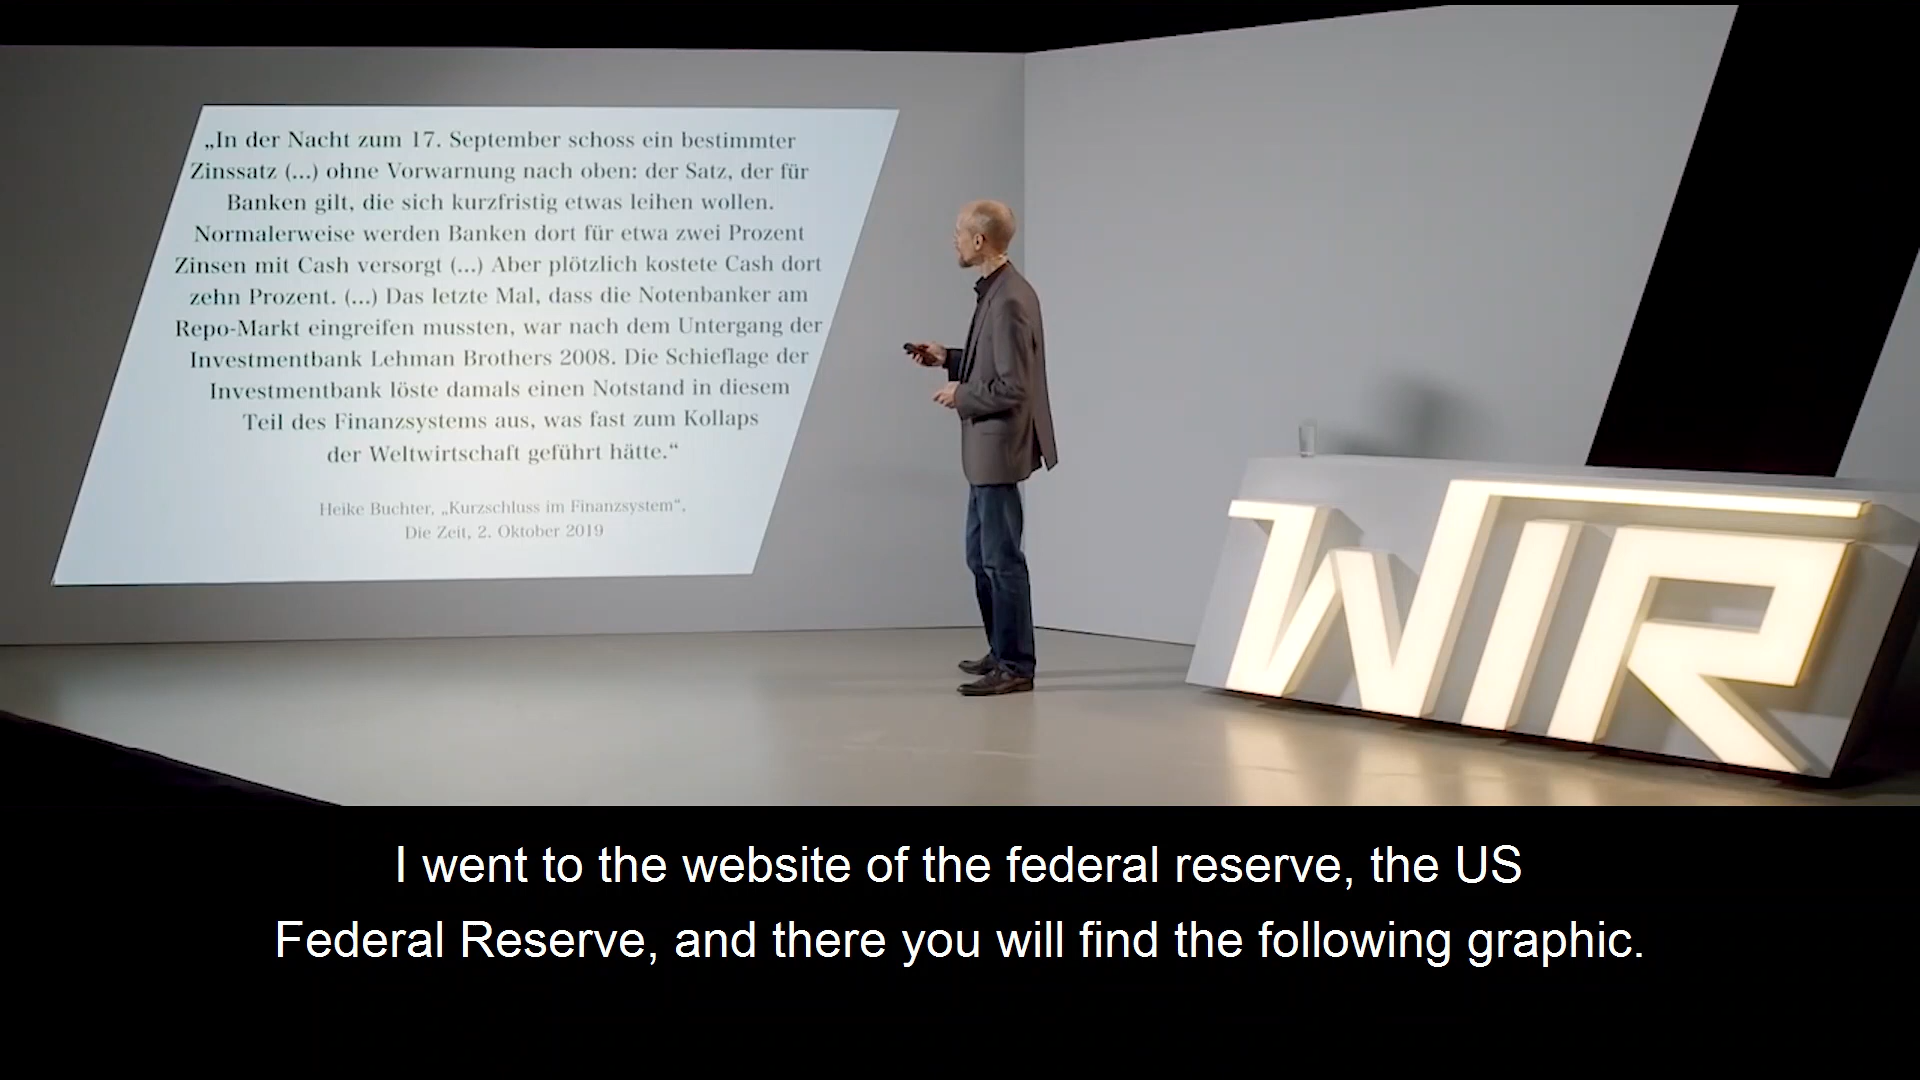 „In der Nacht zum 17. September schoss ein bestimmter
Zinssatz (...) ohne Vorwarnung nach oben: der Satz, der für
Banken gilt, die sich kurzfristig etwas leihen wollen.
Normalerweise werden Banken dort für etwa zwei Prozent
Zinsen mit Cash versorgt (...) Aber plötzlich kostete Cash dort
zehn Prozent. (...) Das letzte Mal, dass die Notenbanker am
Repo-Markt eingreifen mussten, war nach dem Untergang der
Investmentbank Lehman Brothers 2008. Die Schieflage der
Investmentbank löste damals einen Notstand in diesem
Teil des Finanzsystems aus, was fast zum Kollaps
der Weltwirtschaft geführt hätte.“
Heike Buchter, „Kurzschluss im Finanzsystem“,
Die Zeit, 2. Oktober 2019
WIR
I went to the website of the federal reserve, the US
Federal Reserve, and there you will find the following graphic.